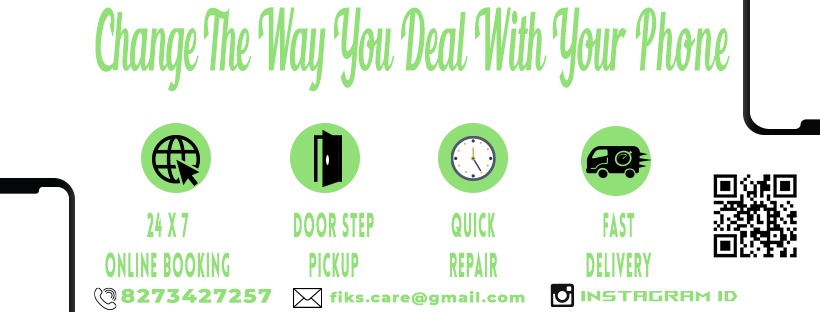 Change The Way You Deal With Your Phone
24 X 7
ONLINE BOOKING
DOOR STEP
PICKUP
QUICK
REPAIR
FAST
DELIVERY
8273427257
fiks.care@gmail.com
INSTAGRAM ID